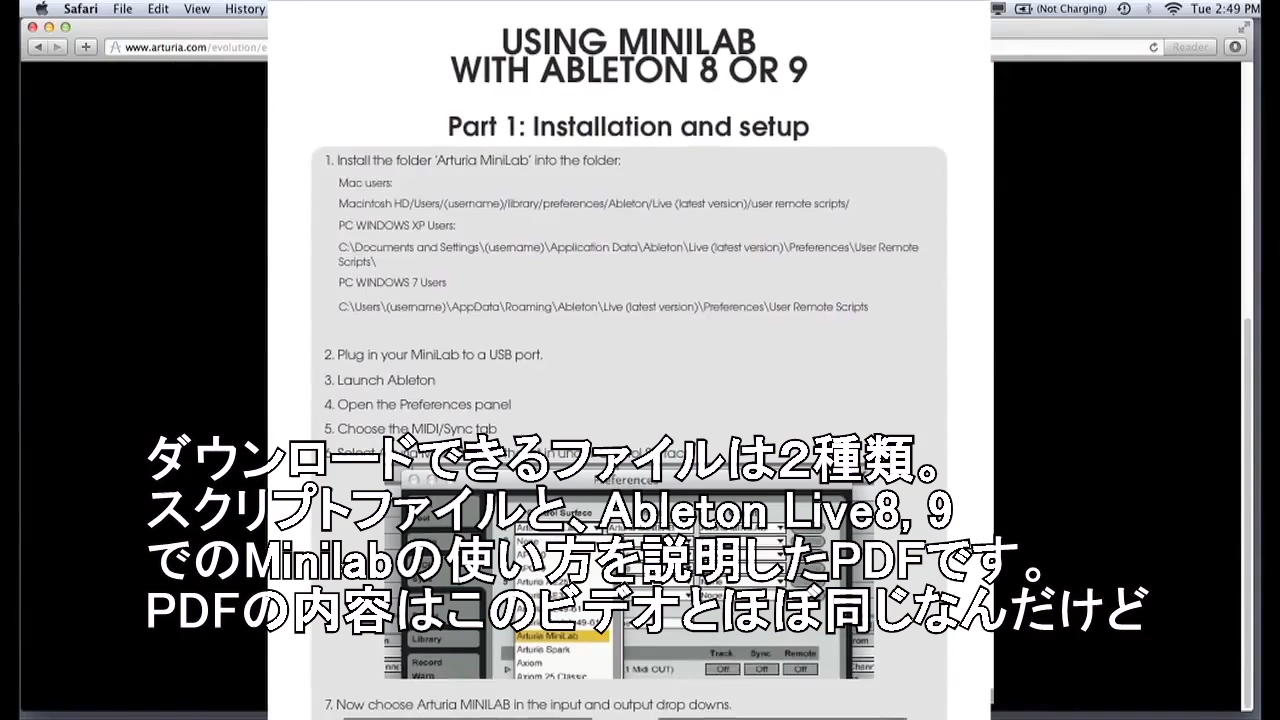 Safari File Edit View History
(Not Charging) Tue 2:49 PM
www.arturia.com/evolution/e
Reader
USING MINILAB
WITH ABLETON 8 OR 9
Part 1: Installation and setup
1. Install the folder 'Arturia MiniLab' into the folder:
Mac users:
Macintosh HD/Users/(username)/library/preferences/Ableton/Live (latest version)/user remote scripts/
PC WINDOWS XP Users:
C:\Documents and Settings\(username)\Application Data\Ableton\Live (latest version)\Preferences\User Remote
Scripts\
PC WINDOWS 7 Users
C:\Users\(username)\AppData\Roaming\Ableton\Live (latest version)\Preferences\User Remote Scripts
2. Plug in your MiniLab to a USB port.
3. Launch Ableton
4. Open the Preferences panel
5. Choose the MIDI/Sync tab
ダウンロードできるファイルは２種類。
スクリプトファイルと、Ableton Live8, 9
でのMinilabの使い方を説明したPDFです。
PDFの内容はこのビデオとほぼ同じなんだけど
Preferences
None
Library
Arturia MiniLab
Arturia Spark
Axiom
Axiom 25 Classic
Record
Track Sync Remote
Off Off Off
7. Now choose Arturia MINILAB in the input and output drop downs.